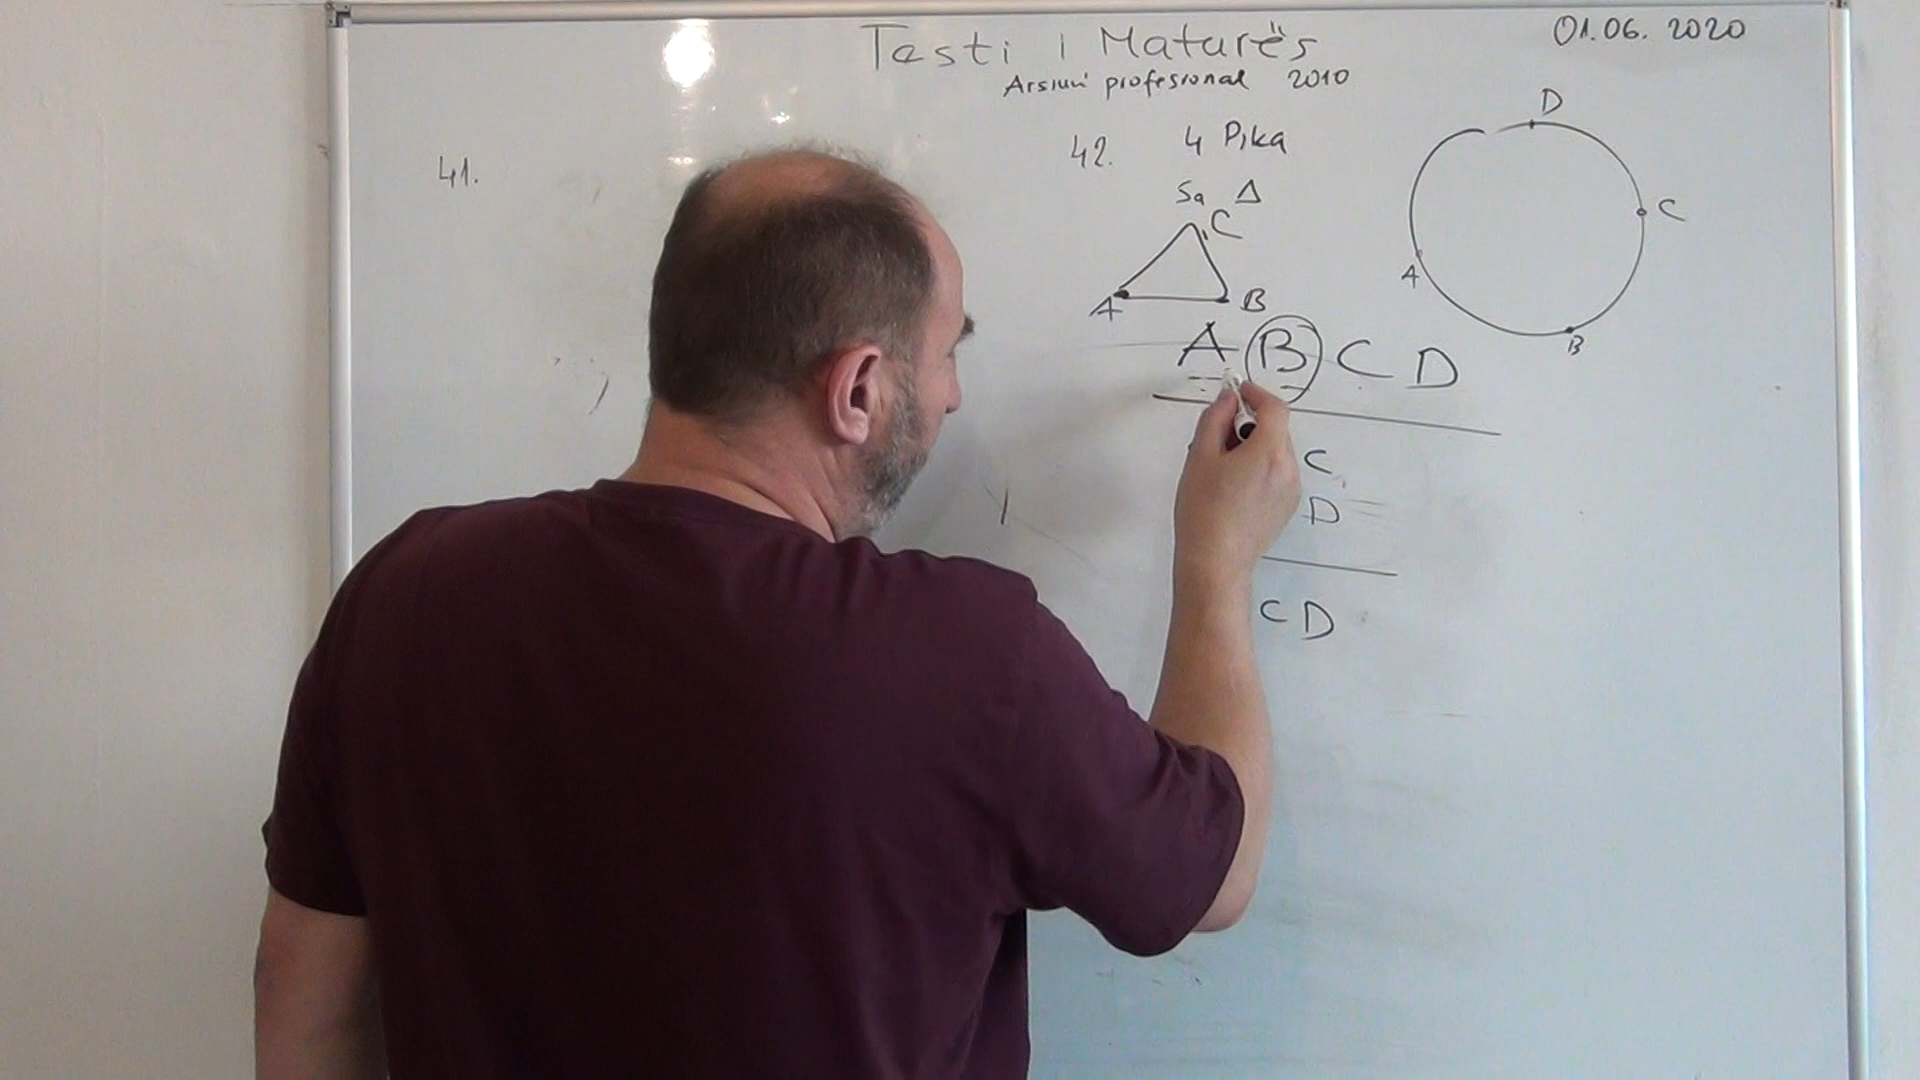 Testi i Maturës
01.06.2020
Arsimi profesional 2010
41.
42. 4 Pika
Sa Δ
C
A B
D
C
A
B
A B C D
C
D
C D